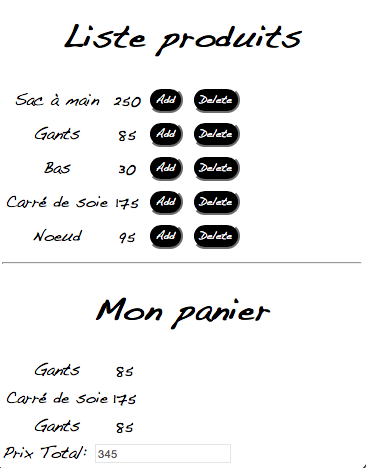 Liste produits
Sac à main 250 Add Delete
Gants 85 Add Delete
Bas 30 Add Delete
Carré de soie 175 Add Delete
Noeud 95 Add Delete
Mon panier
Gants 85
Carré de soie 175
Gants 85
Prix Total: 345